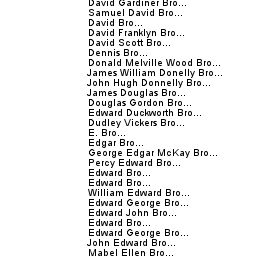 David Gardiner Bro...
Samuel David Bro...
David Bro...
David Franklyn Bro...
David Scott Bro...
Dennis Bro...
Donald Melville Wood Bro...
James William Donelly Bro...
John Hugh Donnelly Bro...
James Douglas Bro...
Douglas Gordon Bro...
Edward Duckworth Bro...
Dudley Vickers Bro...
E. Bro...
Edgar Bro...
George Edgar McKay Bro...
Percy Edward Bro...
Edward Bro...
Edward Bro...
William Edward Bro...
Edward George Bro...
Edward John Bro...
Edward Bro...
Edward George Bro...
John Edward Bro...
Mabel Ellen Bro...